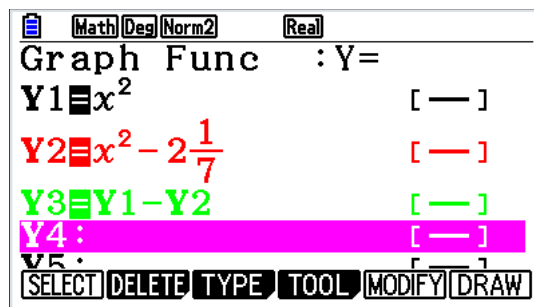 Math Deg Norm2 Real
Graph Func :Y=
Y1=x²
Y2=x²-2 1/7
Y3=Y1-Y2
Y4:
Y5:
SELECT DELETE TYPE TOOL MODIFY DRAW